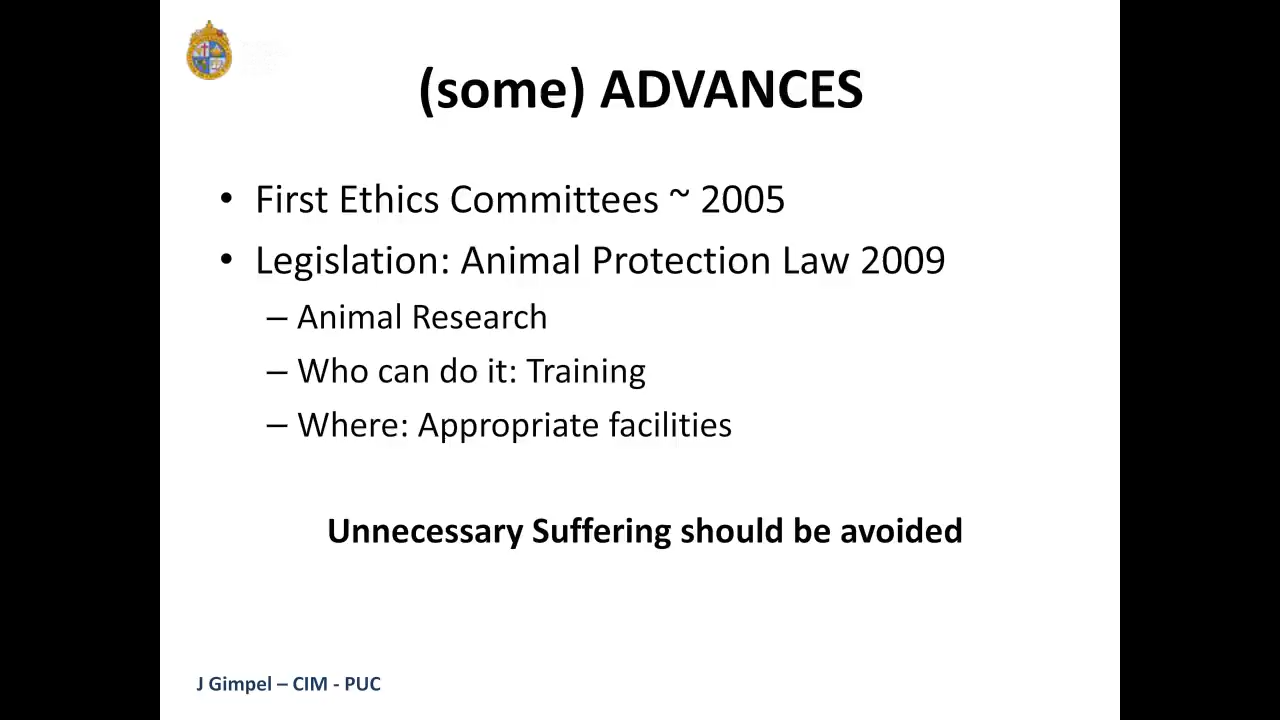 (some) ADVANCES
• First Ethics Committees ~ 2005
• Legislation: Animal Protection Law 2009
– Animal Research
– Who can do it: Training
– Where: Appropriate facilities
Unnecessary Suffering should be avoided
J Gimpel – CIM - PUC